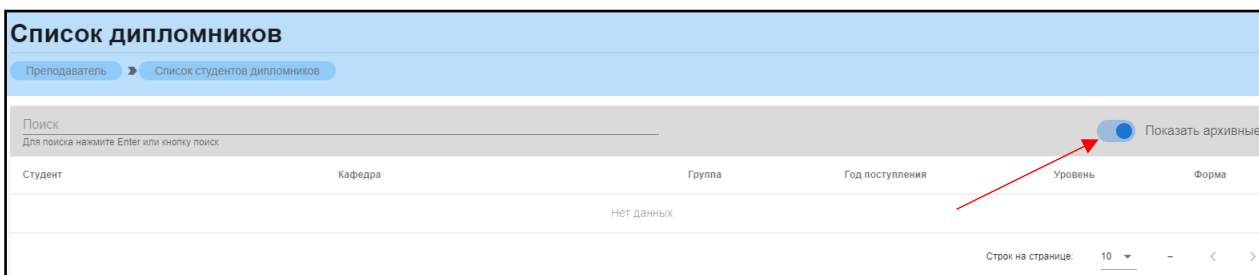 Список дипломников
Преподаватель Список студентов дипломников
Поиск
Для поиска нажмите Enter или кнопку поиск
Показать архивные
Студент Кафедра Группа Год поступления Уровень Форма
Нет данных
Строк на странице: 10 –